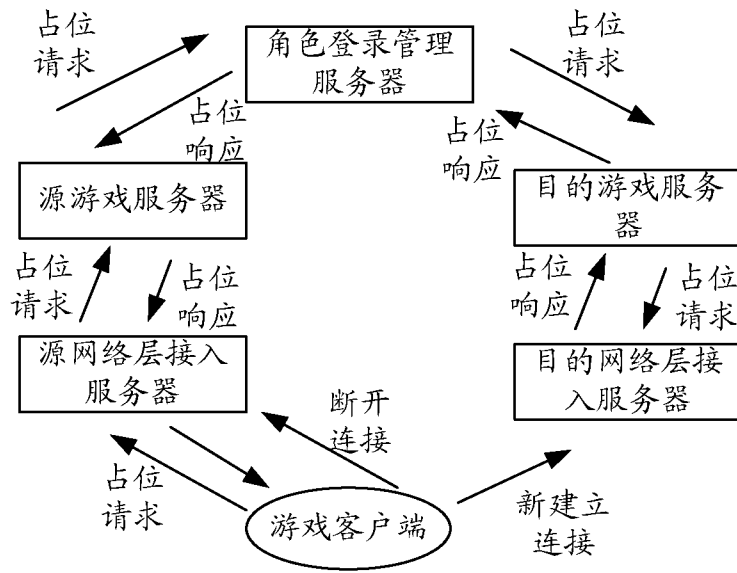 占位
请求
角色登录管理
服务器
占位
请求
占位
响应
占位
响应
源游戏服务器
目的游戏服务
器
占位
请求
占位
响应
占位
响应
占位
请求
源网络层接入
服务器
目的网络层接
入服务器
断开
连接
占位
请求
游戏客户端
新建立
连接